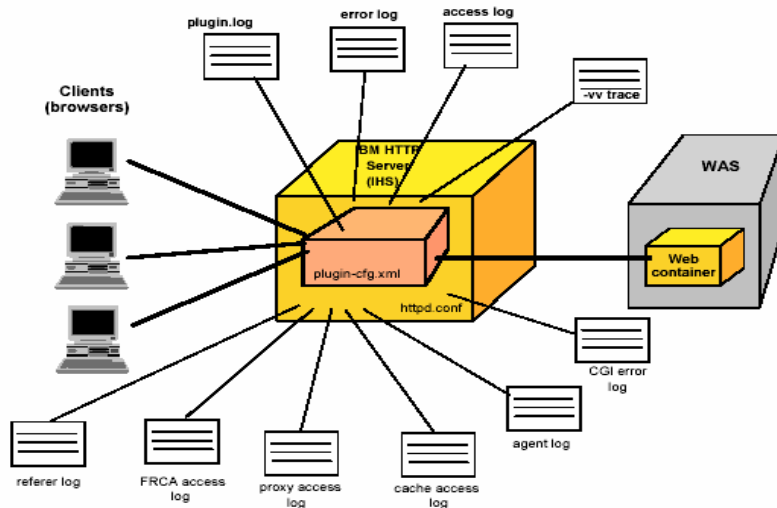 plugin.log
error log
access log
-vv trace
Clients
(browsers)
BM HTTP
Server
(IHS)
WAS
plugin-cfg.xml
httpd.conf
Web
container
CGI error
log
agent log
referer log
FRCA access
log
proxy access
log
cache access
log